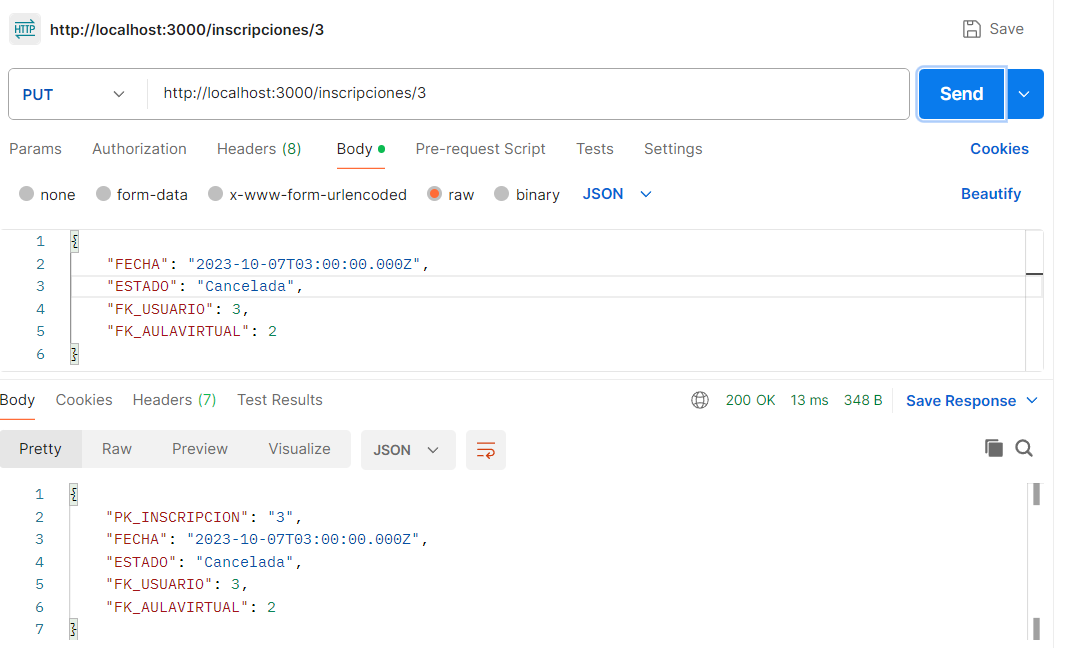 HTTP http://localhost:3000/inscripciones/3 Save
PUT http://localhost:3000/inscripciones/3 Send
Params Authorization Headers (8) Body Pre-request Script Tests Settings Cookies
none form-data x-www-form-urlencoded raw binary JSON Beautify
1 {
2 "FECHA": "2023-10-07T03:00:00.000Z",
3 "ESTADO": "Cancelada",
4 "FK_USUARIO": 3,
5 "FK_AULAVIRTUAL": 2
6 }
Body Cookies Headers (7) Test Results 200 OK 13 ms 348 B Save Response
Pretty Raw Preview Visualize JSON
1 {
2 "PK_INSCRIPCION": "3",
3 "FECHA": "2023-10-07T03:00:00.000Z",
4 "ESTADO": "Cancelada",
5 "FK_USUARIO": 3,
6 "FK_AULAVIRTUAL": 2
7 }